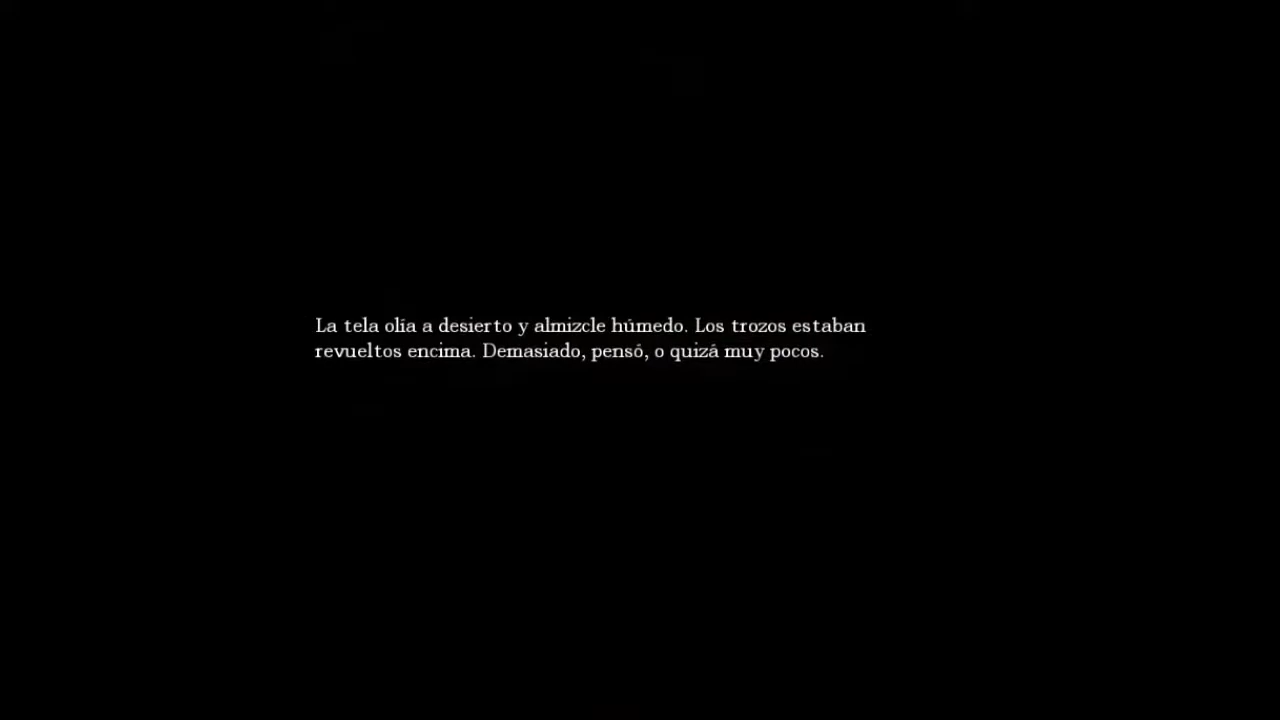 La tela olía a desierto y almizcle húmedo. Los trozos estaban
revueltos encima. Demasiado, pensó, o quizá muy pocos.